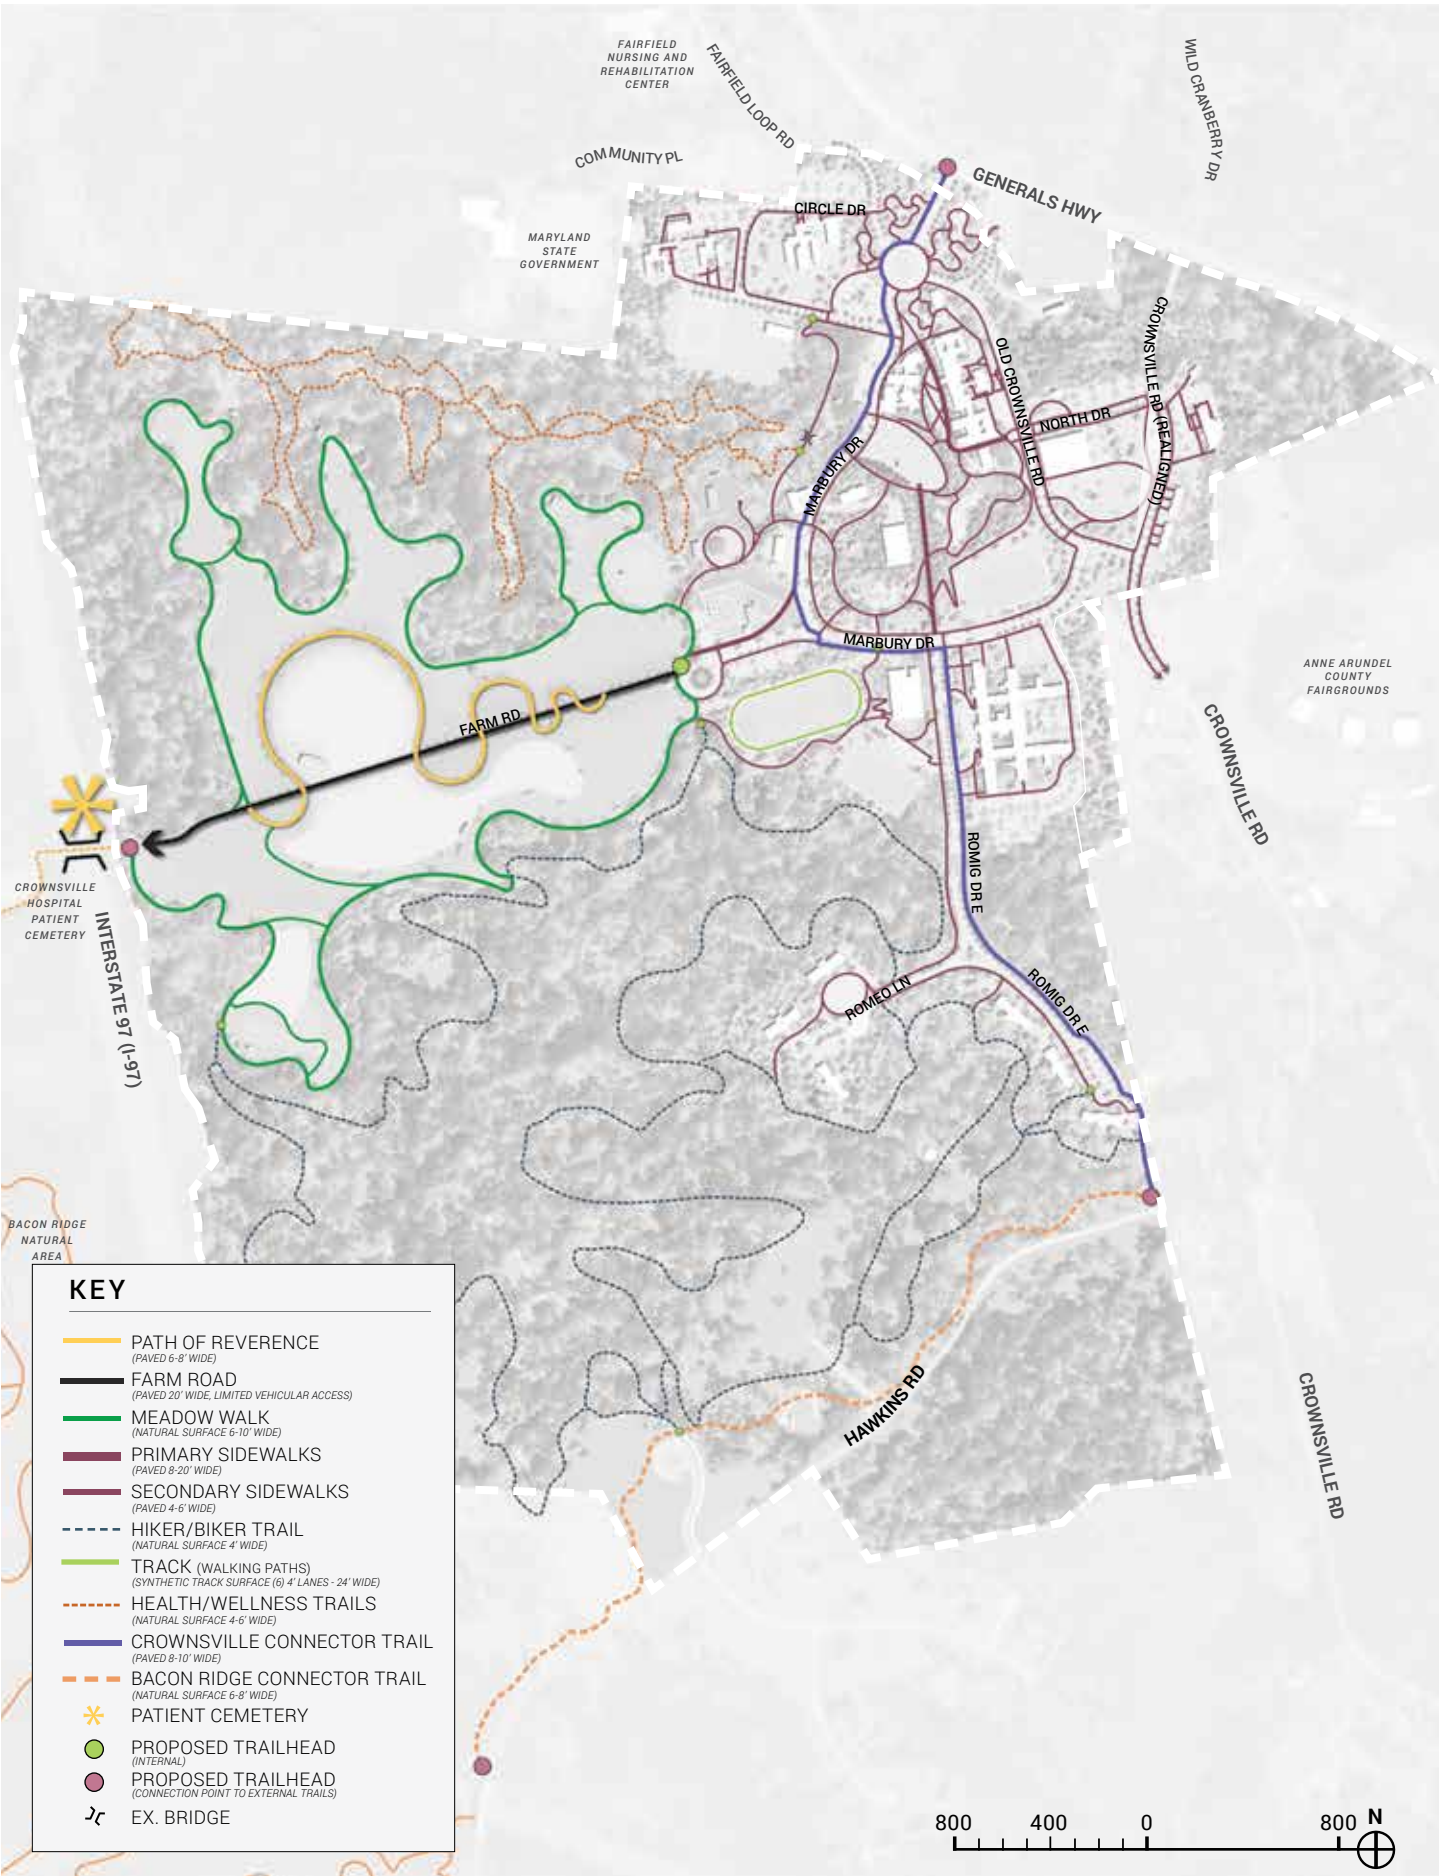 FAIRFIELD
NURSING AND
REHABILITATION
CENTER
FAIRFIELD LOOP RD
WILD CRANBERRY DR
COMMUNITY PL
GENERALS HWY
CIRCLE DR
MARYLAND
STATE
GOVERNMENT
CROWNSVILLE RD (REALIGNED)
OLD CROWNSVILLE RD
NORTH DR
MARBURY DR
MARBURY DR
ANNE ARUNDEL
COUNTY
FAIRGROUNDS
FARM RD
CROWNSVILLE RD
ROMIG DR E
CROWNSVILLE
HOSPITAL
PATIENT
CEMETERY
INTERSTATE 97 (I-97)
ROMEO LN
ROMIG DR E
BACON RIDGE
NATURAL
AREA
HAWKINS RD
CROWNSVILLE RD
KEY
PATH OF REVERENCE
(PAVED 6-8' WIDE)
FARM ROAD
(PAVED 20' WIDE, LIMITED VEHICULAR ACCESS)
MEADOW WALK
(NATURAL SURFACE 6-10' WIDE)
PRIMARY SIDEWALKS
(PAVED 8-20' WIDE)
SECONDARY SIDEWALKS
(PAVED 4-6' WIDE)
HIKER/BIKER TRAIL
(NATURAL SURFACE 4' WIDE)
TRACK (WALKING PATHS)
(SYNTHETIC TRACK SURFACE (6) 4' LANES - 24' WIDE)
HEALTH/WELLNESS TRAILS
(NATURAL SURFACE 4-6' WIDE)
CROWNSVILLE CONNECTOR TRAIL
(PAVED 8-10' WIDE)
BACON RIDGE CONNECTOR TRAIL
(NATURAL SURFACE 6-8' WIDE)
PATIENT CEMETERY
PROPOSED TRAILHEAD
(INTERNAL)
PROPOSED TRAILHEAD
(CONNECTION POINT TO EXTERNAL TRAILS)
EX. BRIDGE
800 400 0 800 N